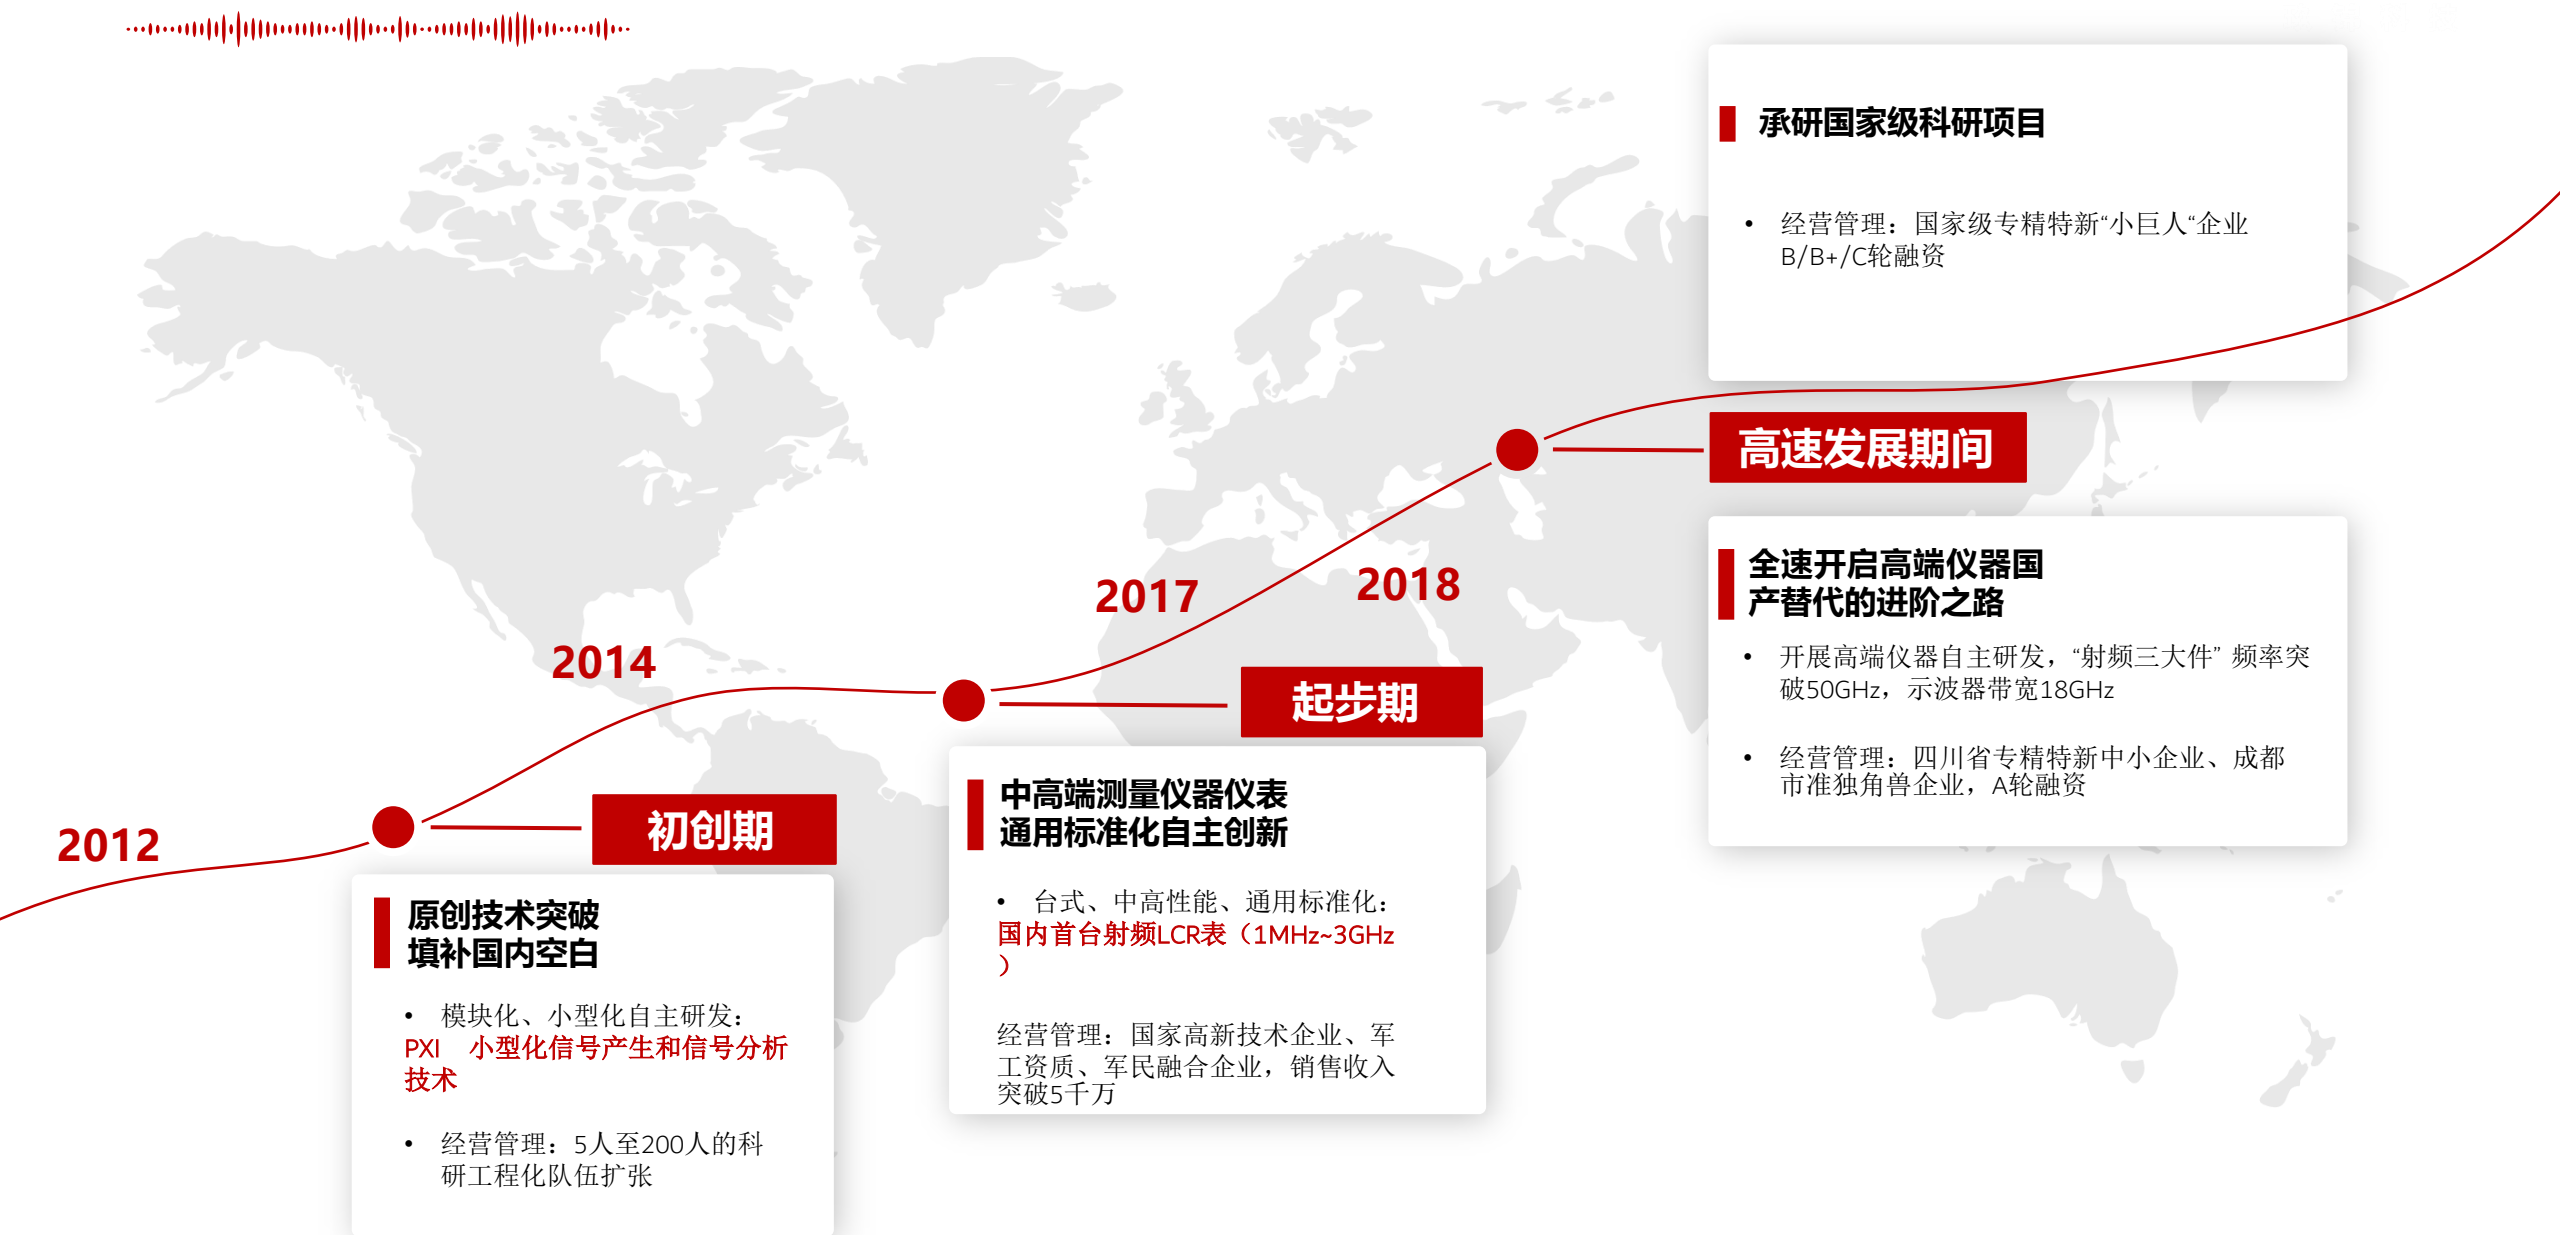 2012
初创期
原创技术突破
填补国内空白
• 模块化、小型化自主研发：
PXI 小型化信号产生和信号分析
技术
• 经营管理：5人至200人的科
研工程化队伍扩张
2014
2017
起步期
中高端测量仪器仪表
通用标准化自主创新
• 台式、中高性能、通用标准化：
国内首台射频LCR表（1MHz~3GHz
）
经营管理：国家高新技术企业、军
工资质、军民融合企业，销售收入
突破5千万
2018
高速发展期间
承研国家级科研项目
• 经营管理：国家级专精特新“小巨人“企业
B/B+/C轮融资
全速开启高端仪器国
产替代的进阶之路
• 开展高端仪器自主研发，“射频三大件” 频率突
破50GHz，示波器带宽18GHz
• 经营管理：四川省专精特新中小企业、成都
市准独角兽企业，A轮融资